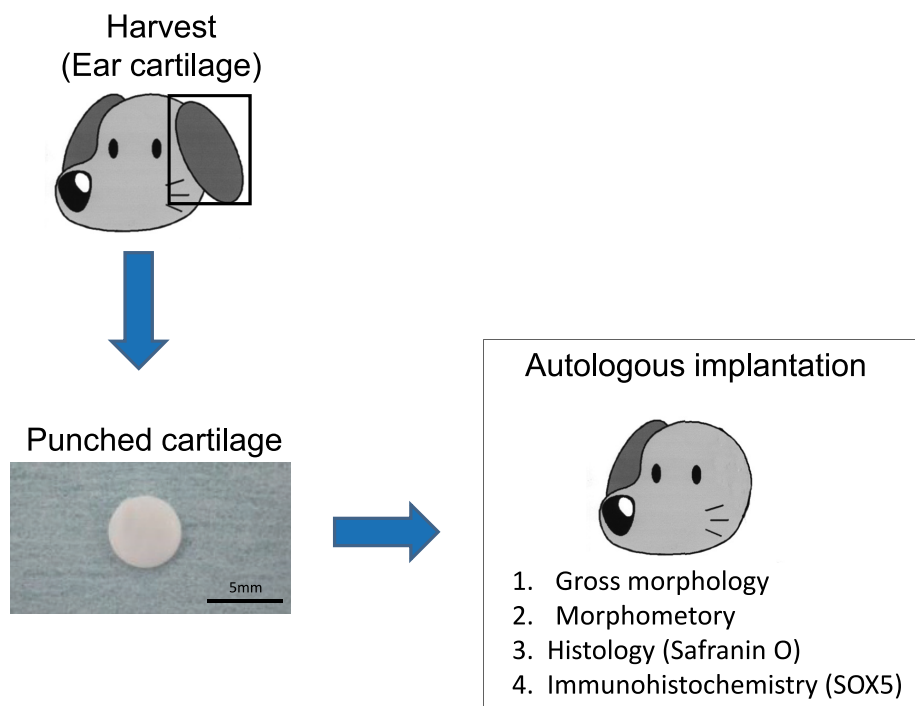 Harvest
(Ear cartilage)
Punched cartilage
5mm
Autologous implantation
1. Gross morphology
2. Morphometory
3. Histology (Safranin O)
4. Immunohistochemistry (SOX5)